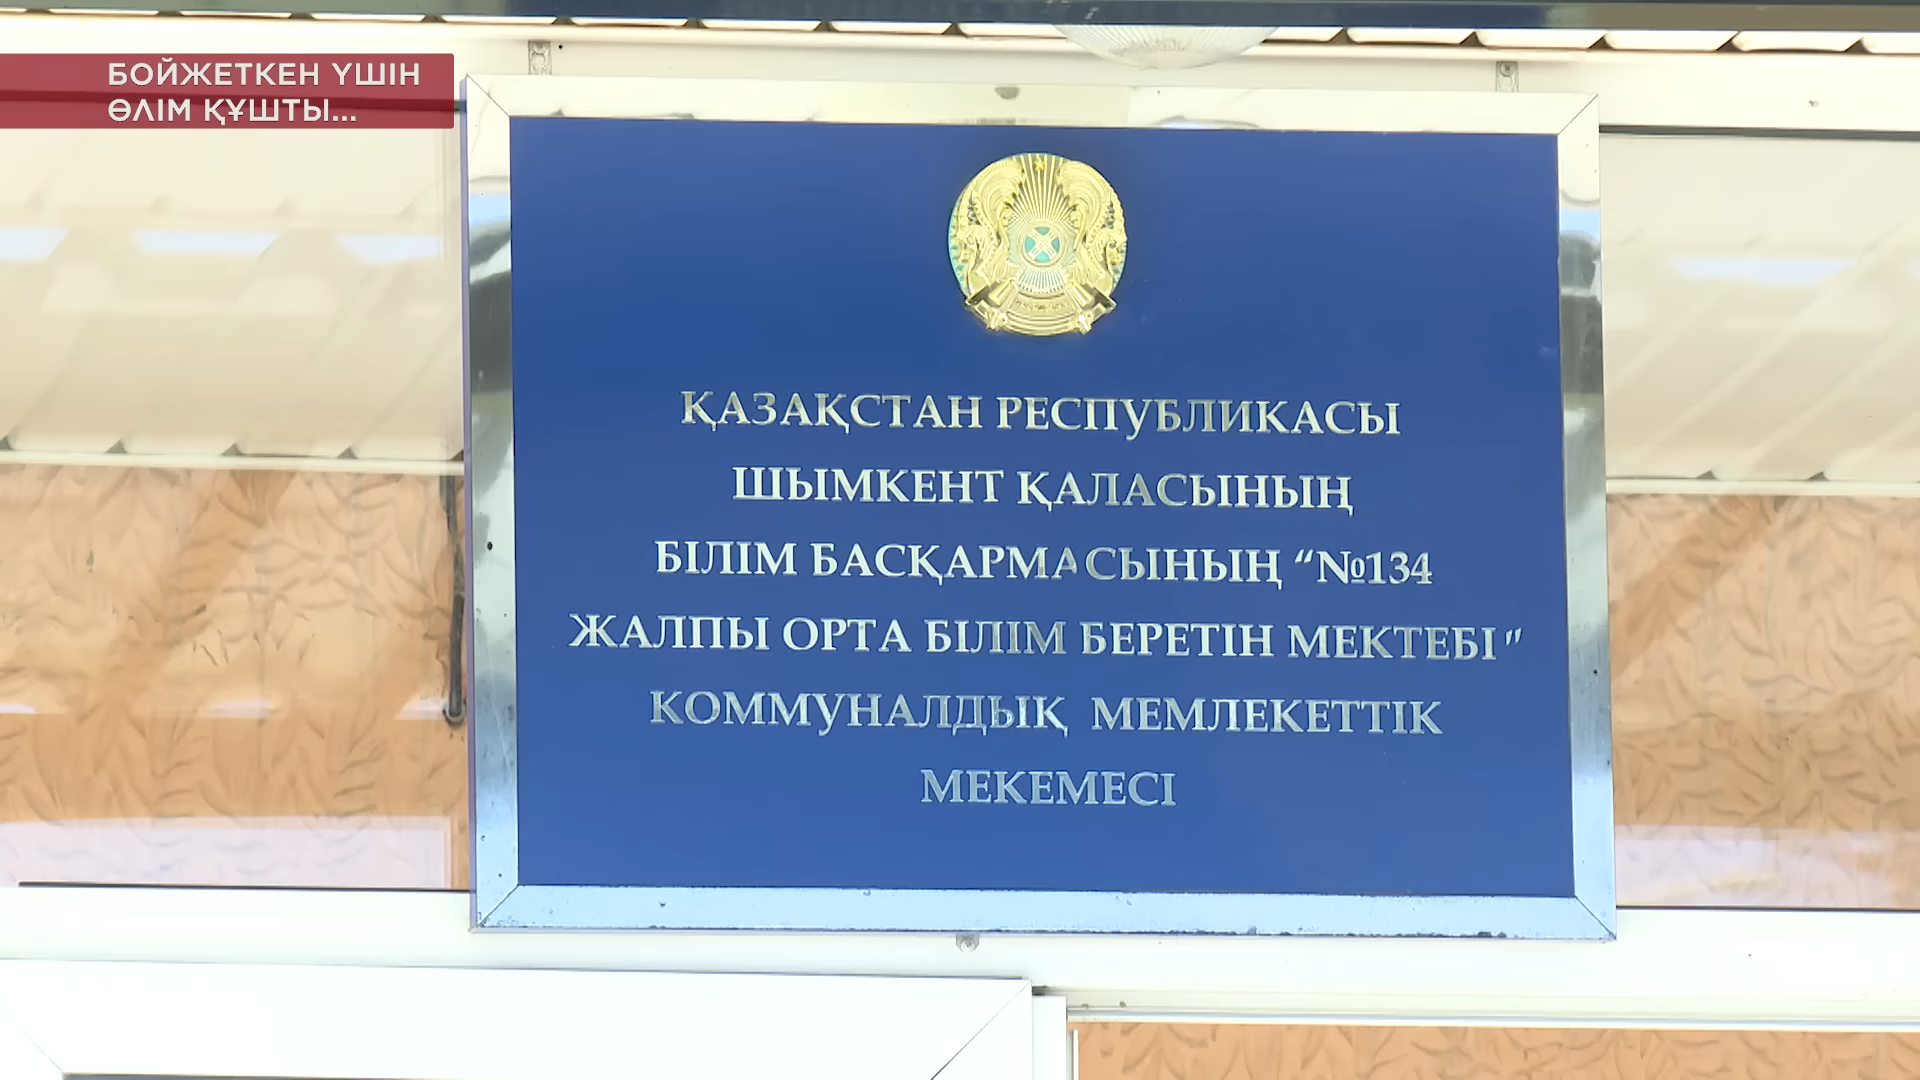 БОЙЖЕТКЕН ҮШІН
ӨЛІМ ҚҰШТЫ...
ҚАЗАҚСТАН РЕСПУБЛИКАСЫ
ШЫМКЕНТ ҚАЛАСЫНЫҢ
БІЛІМ БАСҚАРМАСЫНЫҢ “№134
ЖАЛПЫ ОРТА БІЛІМ БЕРЕТІН МЕКТЕБІ"
КОММУНАЛДЫҚ МЕМЛЕКЕТТІК
МЕКЕМЕСІ